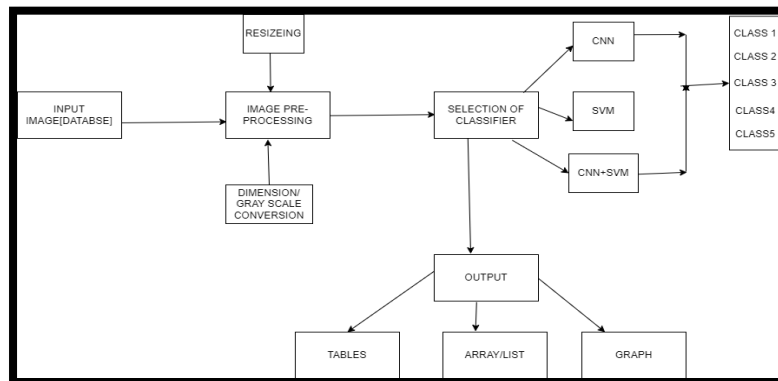 RESIZEING
CNN
CLASS 1
CLASS 2
CLASS 3
CLASS4
CLASS5
INPUT
IMAGE[DATABSE]
IMAGE PRE-
PROCESSING
SELECTION OF
CLASSIFIER
SVM
CNN+SVM
DIMENSION/
GRAY SCALE
CONVERSION
OUTPUT
TABLES
ARRAY/LIST
GRAPH